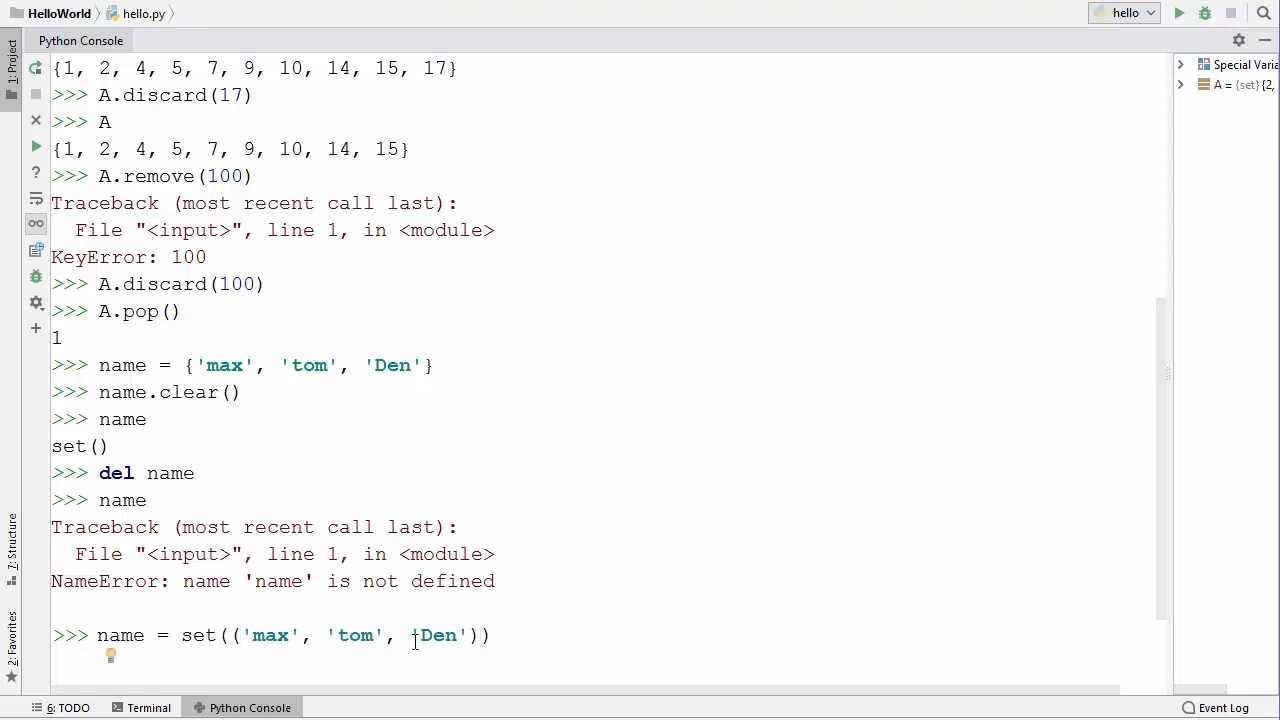 HelloWorld hello.py hello
Python Console
1: Project
{1, 2, 4, 5, 7, 9, 10, 14, 15, 17}
Special Varia
>>> A.discard(17)
A = {set} {2,
>>> A
{1, 2, 4, 5, 7, 9, 10, 14, 15}
>>> A.remove(100)
Traceback (most recent call last):
File "<input>", line 1, in <module>
KeyError: 100
>>> A.discard(100)
>>> A.pop()
1
>>> name = {'max', 'tom', 'Den'}
>>> name.clear()
>>> name
set()
>>> del name
>>> name
Traceback (most recent call last):
File "<input>", line 1, in <module>
NameError: name 'name' is not defined
7: Structure
>>> name = set(('max', 'tom', 'Den'))
2: Favorites
6: TODO Terminal Python Console Event Log